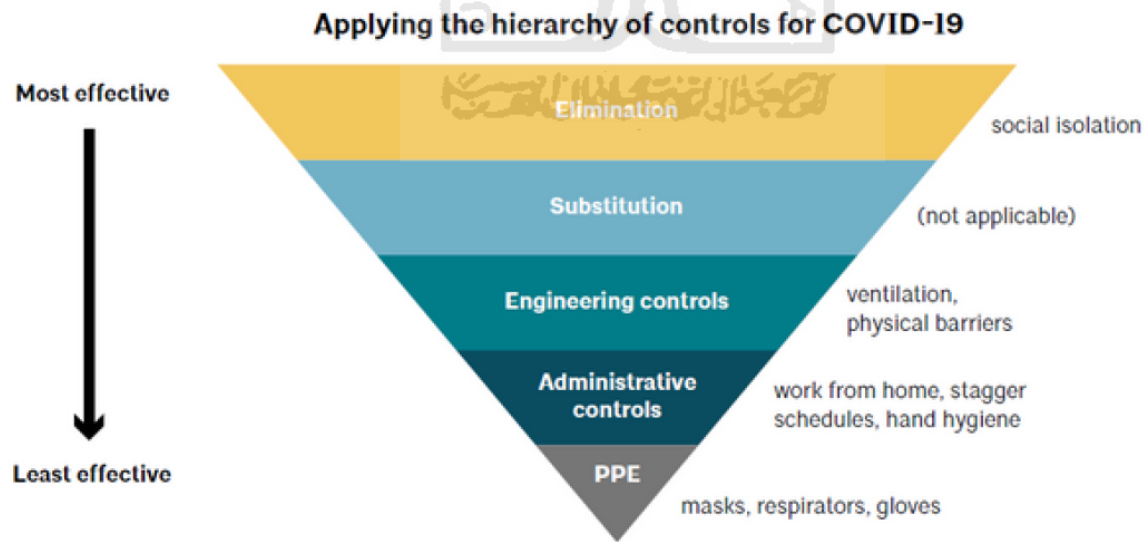 Applying the hierarchy of controls for COVID-19
Most effective
Elimination
social isolation
Substitution
(not applicable)
Engineering controls
ventilation,
physical barriers
Administrative
controls
work from home, stagger
schedules, hand hygiene
Least effective
PPE
masks, respirators, gloves